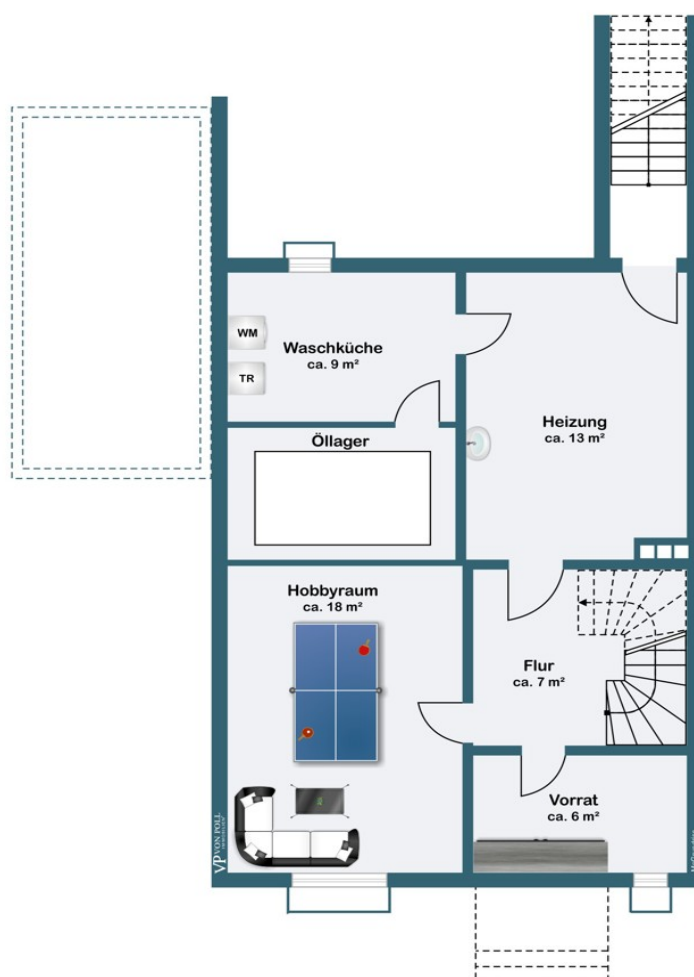 Waschküche
ca. 9 m²
WM
TR
Heizung
ca. 13 m²
Öllager
Hobbyraum
ca. 18 m²
Flur
ca. 7 m²
Vorrat
ca. 6 m²
VP VON POLL